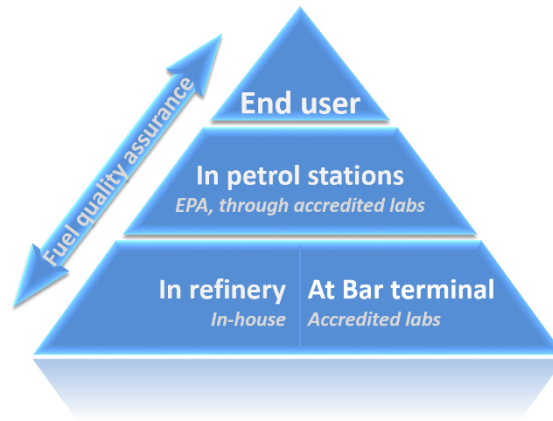 End user
In petrol stations
EPA, through accredited labs
In refinery
In-house
At Bar terminal
Accredited labs
Fuel quality assurance